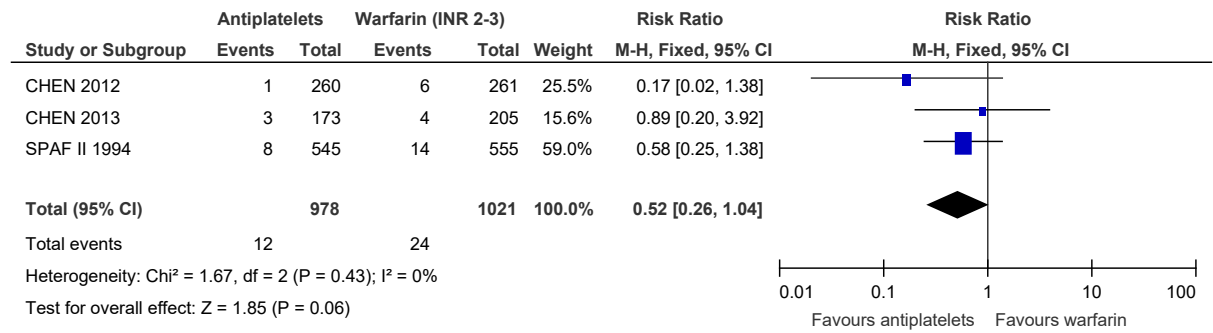 Antiplatelets Warfarin (INR 2-3) Risk Ratio Risk Ratio
Study or Subgroup Events Total Events Total Weight M-H, Fixed, 95% CI M-H, Fixed, 95% CI
CHEN 2012 1 260 6 261 25.5% 0.17 [0.02, 1.38]
CHEN 2013 3 173 4 205 15.6% 0.89 [0.20, 3.92]
SPAF II 1994 8 545 14 555 59.0% 0.58 [0.25, 1.38]
Total (95% CI) 978 1021 100.0% 0.52 [0.26, 1.04]
Total events 12 24
Heterogeneity: Chi² = 1.67, df = 2 (P = 0.43); I² = 0%
Test for overall effect: Z = 1.85 (P = 0.06)
0.01 0.1 1 10 100
Favours antiplatelets Favours warfarin